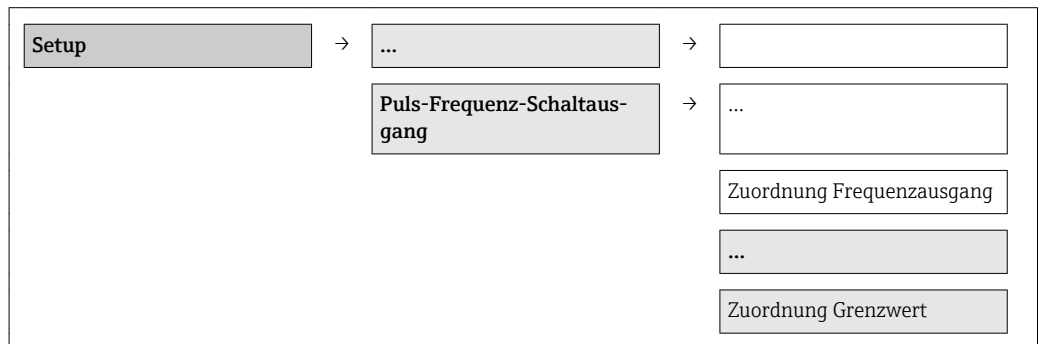 Setup → ... →
Puls-Frequenz-Schaltaus- → ...
gang
Zuordnung Frequenzausgang
...
Zuordnung Grenzwert